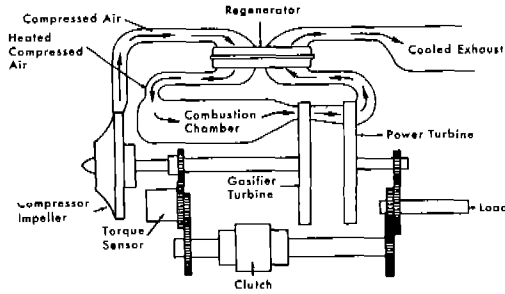 Compressed Air
Regenerator
Heated
Compressed
Air
Cooled Exhaust
Combustion
Chamber
Power Turbine
Gasifier
Turbine
Compressor
Impeller
Torque
Sensor
Load
Clutch